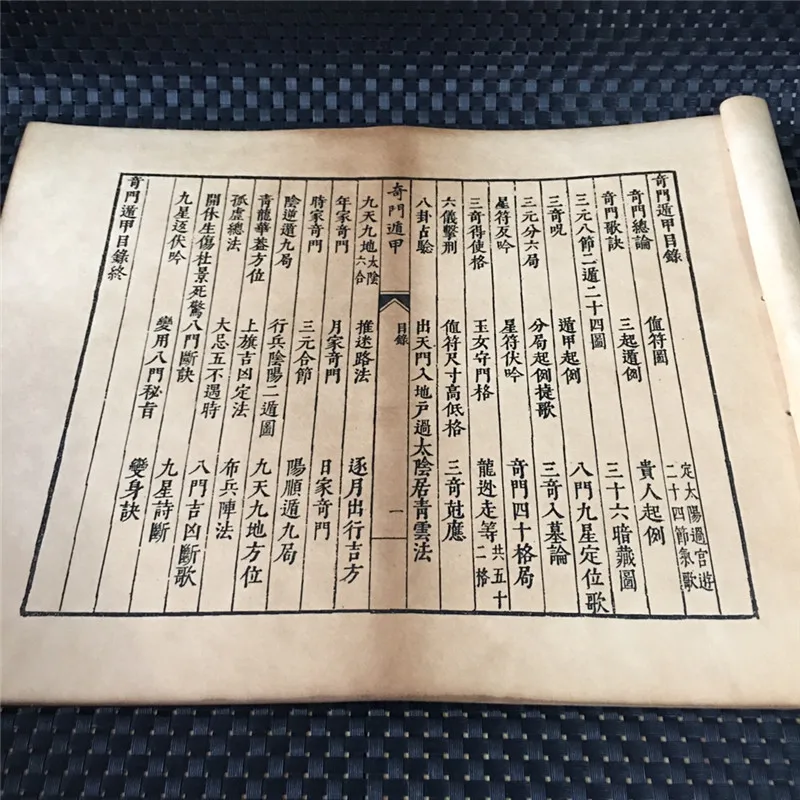 奇門遁甲目錄
奇門總論 值符圖 定太陽過宮遊二十四節氣歌
奇門歌訣 三起遁例 貴人起例
三元八節二遁二十四圖 三十六暗藏圖
三奇呪 遁甲起例 八門九星定位歌
三元分六局 分局起例捷歌 三奇入墓論
星符反吟 星符伏吟 奇門四十格局
三奇得使格 玉女守門格 龍逃走等共五十二格
六儀擊刑 值符尺寸高低格 三奇尅應
八卦占驗 出天門入地戸過太陰居青雲法
奇門遁甲 目錄 一
九天九地太陰六合 推迷路法 逐月出行吉方
年家奇門 月家奇門 日家奇門
時家奇門 三元合節 陽順遁九局
陰逆遁九局 行兵陰陽二遁圖 九天九地方位
青龍華蓋方位 上旗吉凶定法 布兵陣法
孤虛總法 大忌五不遇時 八門吉凶斷歌
開休生傷杜景死驚八門斷訣 九星詩斷
九星返伏吟 變用八門秘旨 變身訣
奇門遁甲目錄終